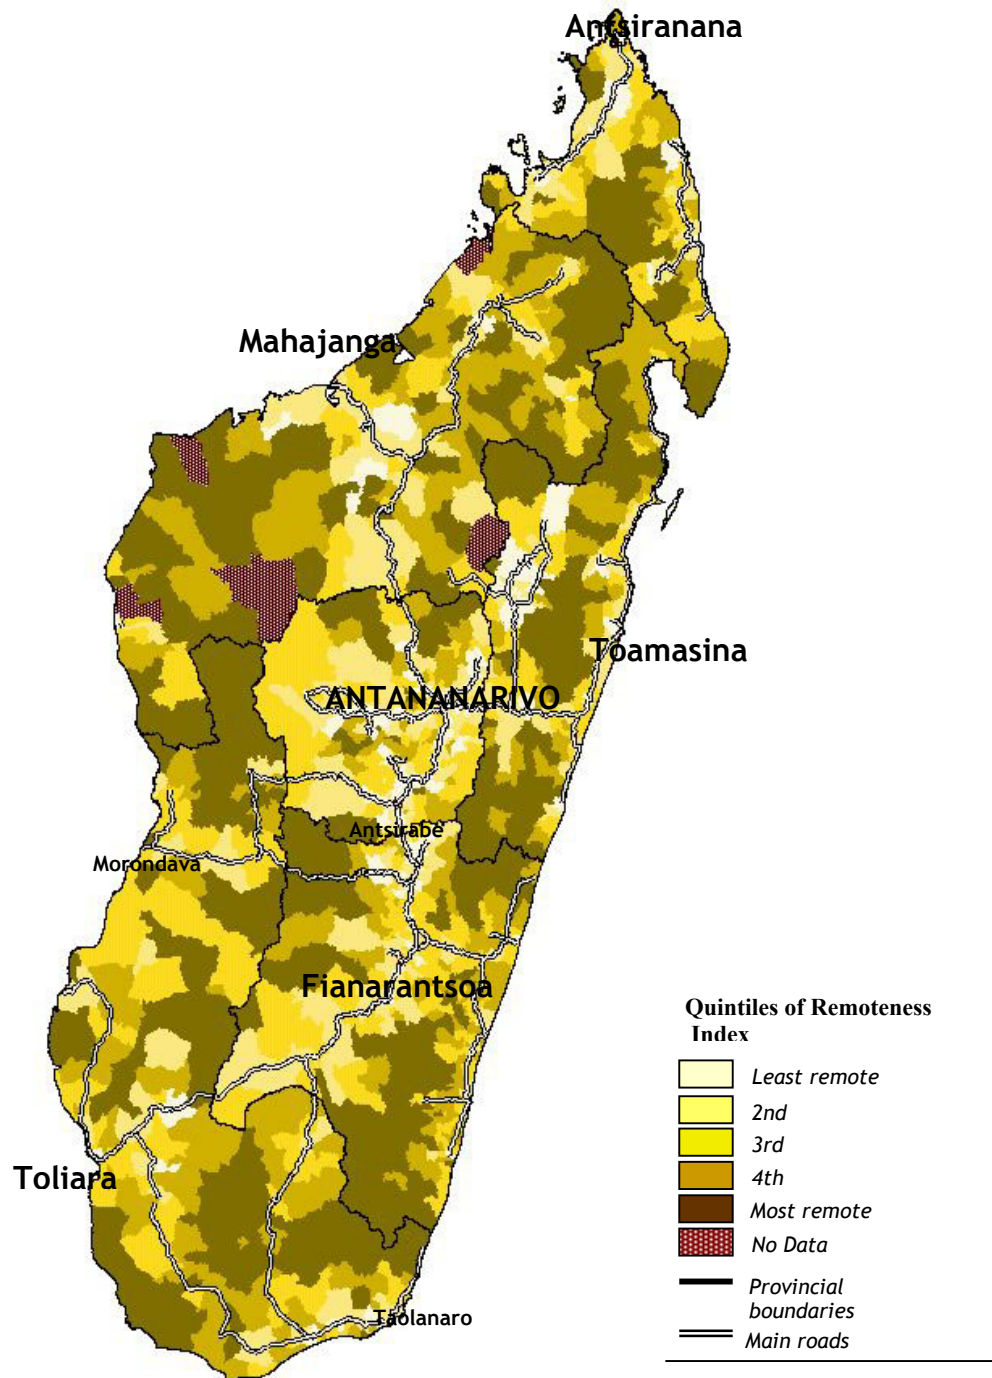 Antsiranana
Mahajanga
Toamasina
ANTANANARIVO
Antsirabe
Morondava
Fianarantsoa
Toliara
Taolanaro
Quintiles of Remoteness
Index
Least remote
2nd
3rd
4th
Most remote
No Data
Provincial
boundaries
Main roads